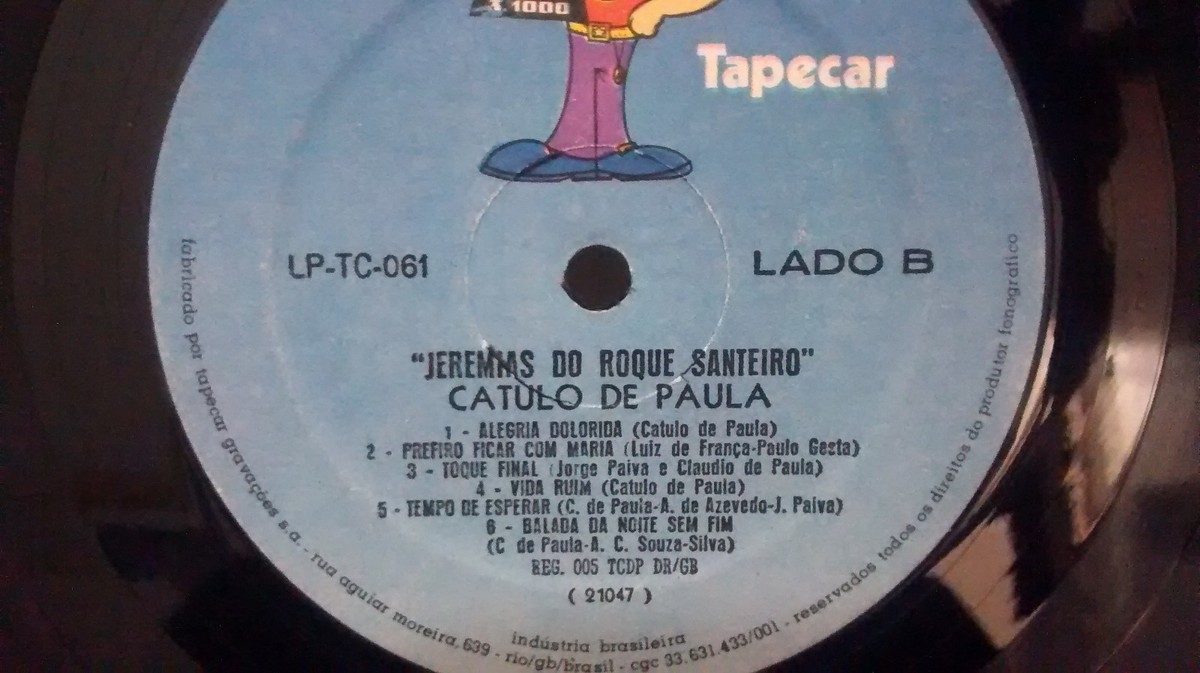 X.1000
Tapecar
LP-TC-061
LADO B
"JEREMIAS DO ROQUE SANTEIRO"
CATULO DE PAULA
1 - ALEGRIA DOLORIDA (Catulo de Paula)
2 - PREFIRO FICAR COM MARIA (Luiz de França-Paulo Gesta)
3 - TOQUE FINAL (Jorge Paiva e Claudio de Paula)
4 - VIDA RUIM (Catulo de Paula)
5 - TEMPO DE ESPERAR (C. de Paula-A. de Azevedo-J. Paiva)
6 - BALADA DA NOITE SEM FIM
(C de Paula-A. C. Souza-Silva)
REG. 005 TCDP DR/GB
( 21047 )
indústria brasileira
fabricado por tapecar gravações s.a. - rua aguiar moreira, 639 - rio/gb/brasil - cgc 33.631.433/001 - reservados todos os direitos do produtor fonográfico